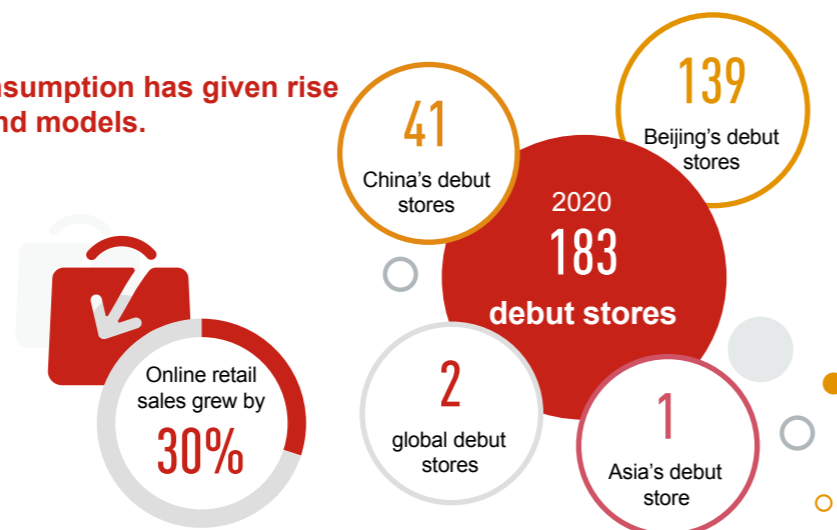 nsumption has given rise
nd models.
41
China's debut
stores
139
Beijing's debut
stores
2020
183
debut stores
Online retail
sales grew by
30%
2
global debut
stores
1
Asia's debut
store